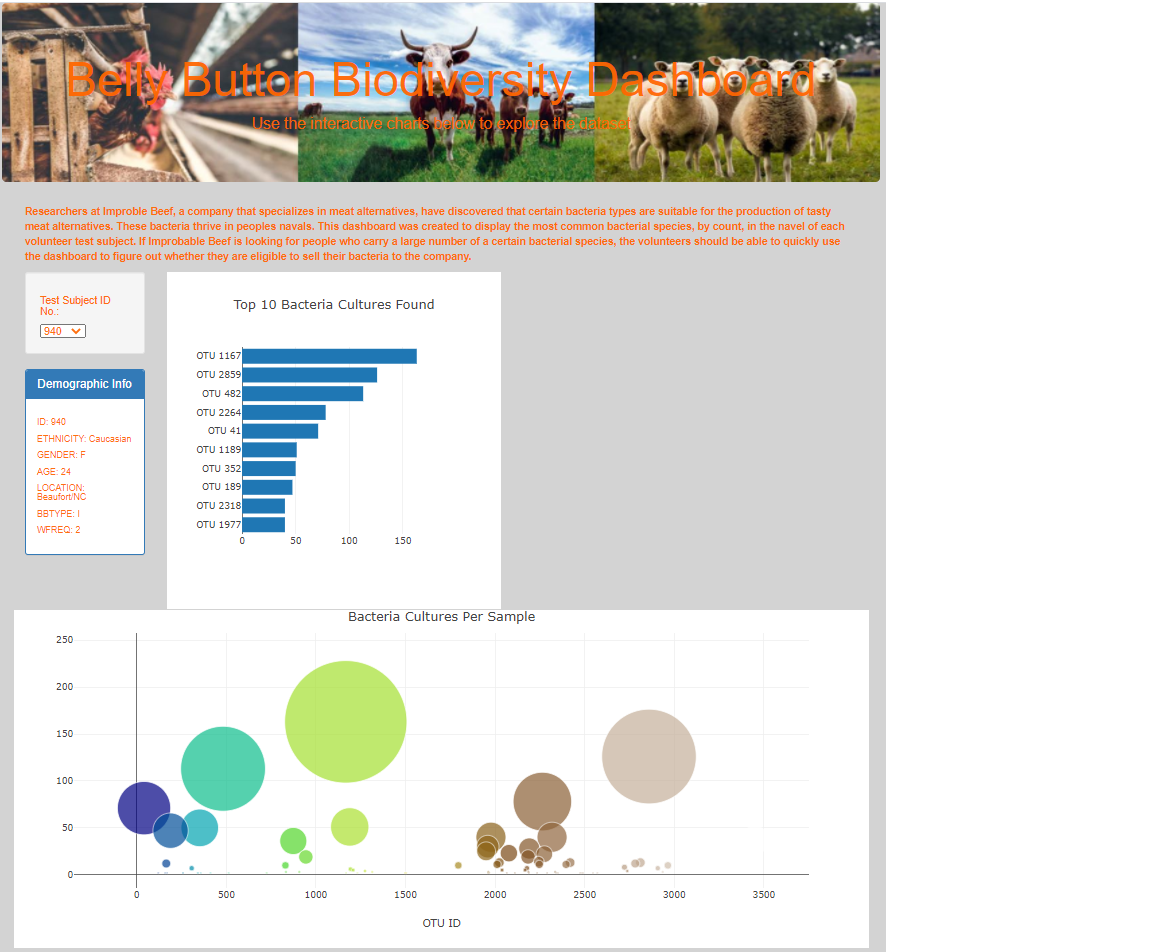 Belly Button Biodiversity Dashboard
Use the interactive charts below to explore the dataset
Researchers at Improble Beef, a company that specializes in meat alternatives, have discovered that certain bacteria types are suitable for the production of tasty
meat alternatives. These bacteria thrive in peoples navals. This dashboard was created to display the most common bacterial species, by count, in the navel of each
volunteer test subject. If Improbable Beef is looking for people who carry a large number of a certain bacterial species, the volunteers should be able to quickly use
the dashboard to figure out whether they are eligible to sell their bacteria to the company.
Test Subject ID
No.:
940
Demographic Info
ID: 940
ETHNICITY: Caucasian
GENDER: F
AGE: 24
LOCATION:
Beaufort/NC
BBTYPE: I
WFREQ: 2
Top 10 Bacteria Cultures Found
OTU 1167
OTU 2859
OTU 482
OTU 2264
OTU 41
OTU 1189
OTU 352
OTU 189
OTU 2318
OTU 1977
0 50 100 150
Bacteria Cultures Per Sample
250
200
150
100
50
0
0 500 1000 1500 2000 2500 3000 3500
OTU ID